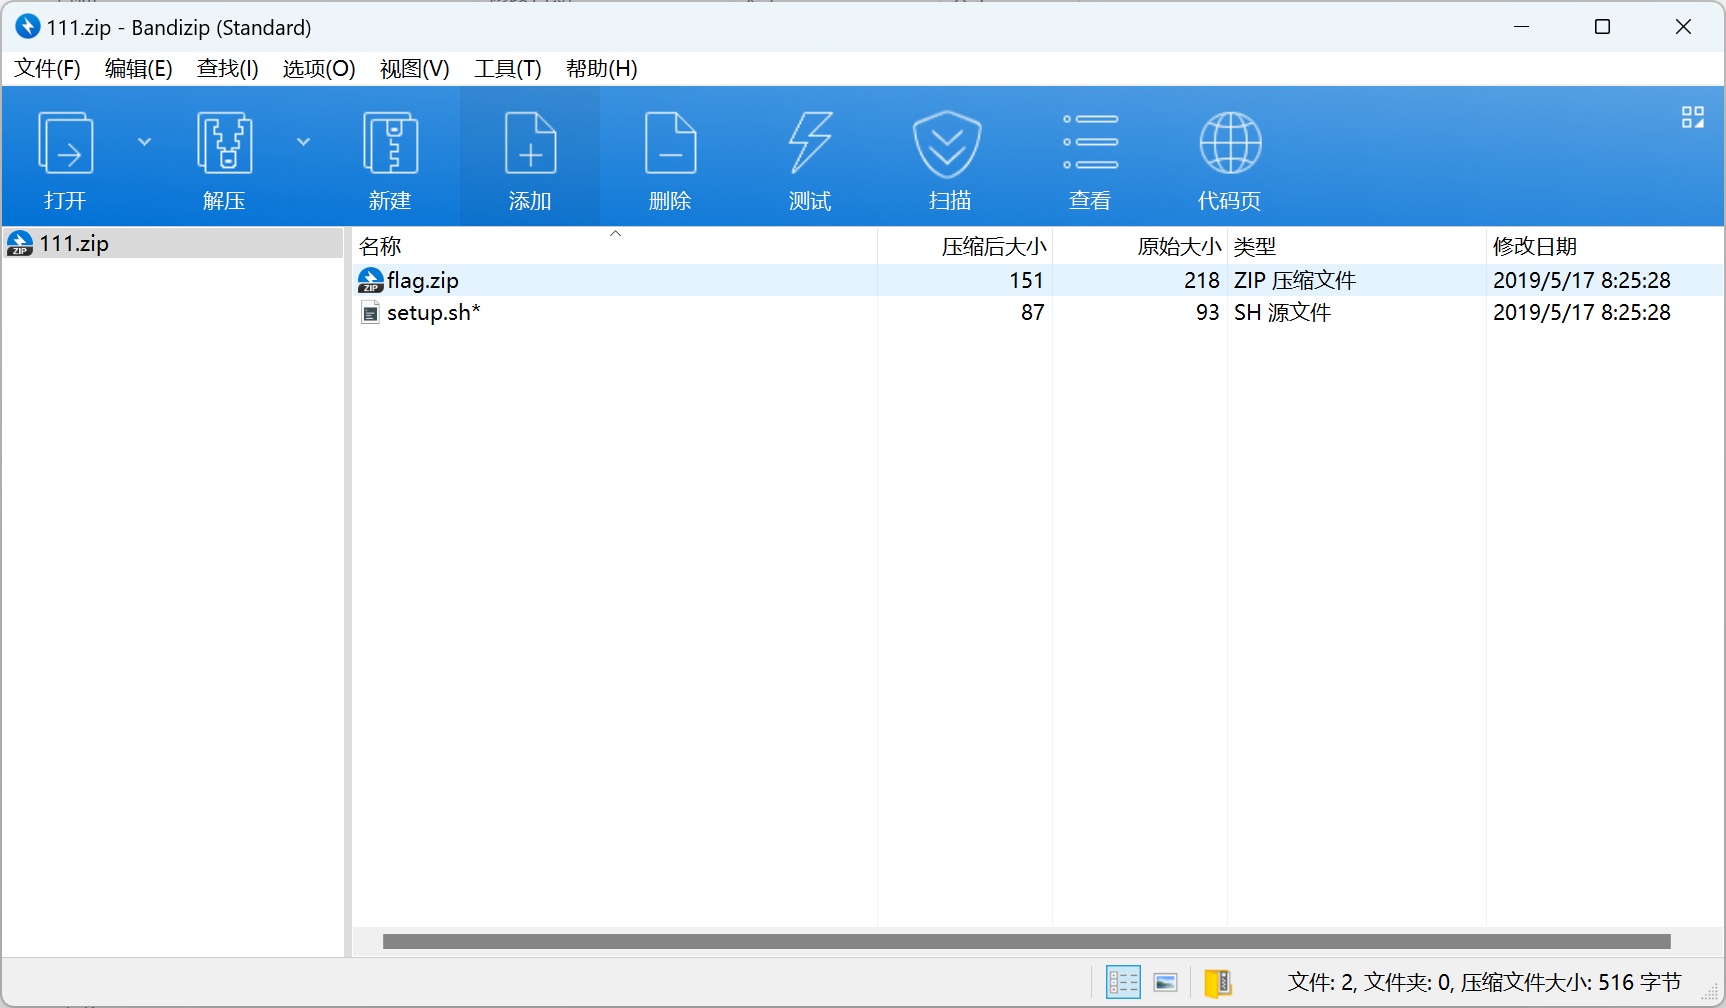 111.zip - Bandizip (Standard)
文件(F) 编辑(E) 查找(I) 选项(O) 视图(V) 工具(T) 帮助(H)
打开 解压 新建 添加 删除 测试 扫描 查看 代码页
111.zip
名称 压缩后大小 原始大小 类型 修改日期
flag.zip 151 218 ZIP 压缩文件 2019/5/17 8:25:28
setup.sh* 87 93 SH 源文件 2019/5/17 8:25:28
文件: 2, 文件夹: 0, 压缩文件大小: 516 字节